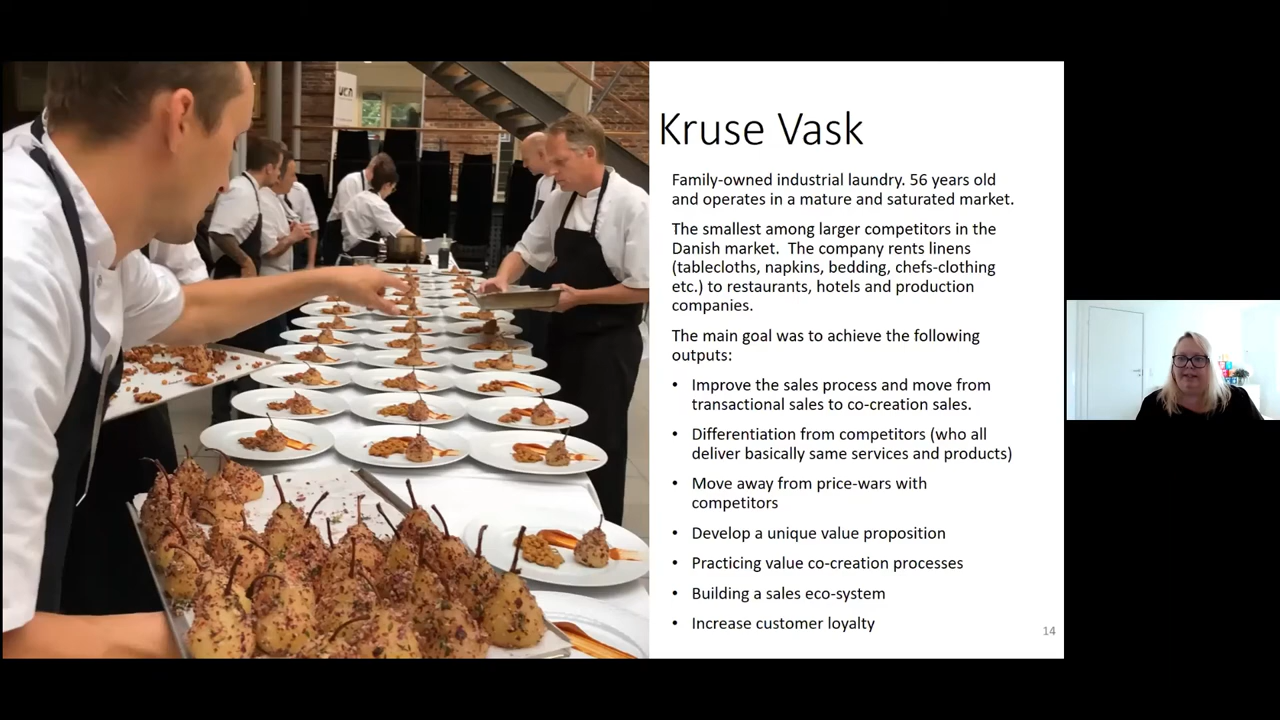 ucn
Kruse Vask
Family-owned industrial laundry. 56 years old
and operates in a mature and saturated market.
The smallest among larger competitors in the
Danish market.  The company rents linens
(tablecloths, napkins, bedding, chefs-clothing
etc.) to restaurants, hotels and production
companies.
The main goal was to achieve the following
outputs:
• Improve the sales process and move from
transactional sales to co-creation sales.
• Differentiation from competitors (who all
deliver basically same services and products)
• Move away from price-wars with
competitors
• Develop a unique value proposition
• Practicing value co-creation processes
• Building a sales eco-system
• Increase customer loyalty
14